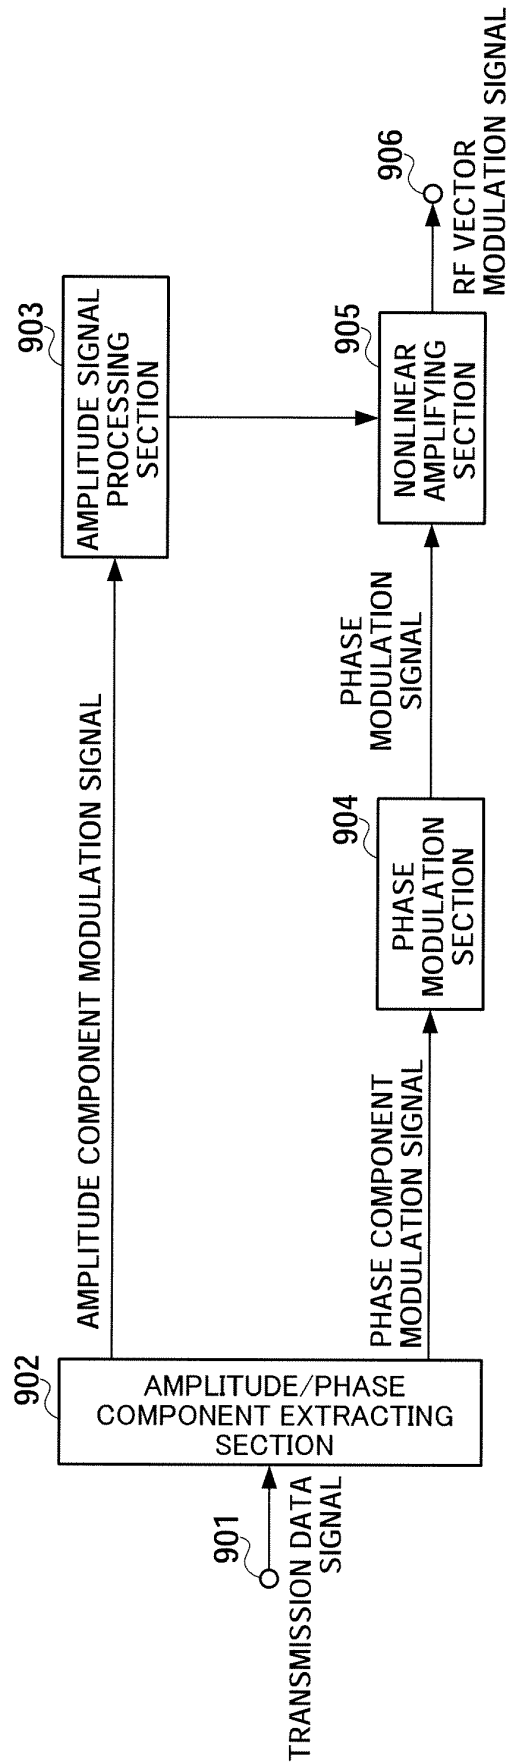 901
TRANSMISSION DATA
SIGNAL
902
AMPLITUDE/PHASE
COMPONENT EXTRACTING
SECTION
AMPLITUDE COMPONENT MODULATION SIGNAL
903
AMPLITUDE SIGNAL
PROCESSING
SECTION
PHASE COMPONENT
MODULATION SIGNAL
904
PHASE
MODULATION
SECTION
PHASE
MODULATION
SIGNAL
905
NONLINEAR
AMPLIFYING
SECTION
906
RF VECTOR
MODULATION SIGNAL